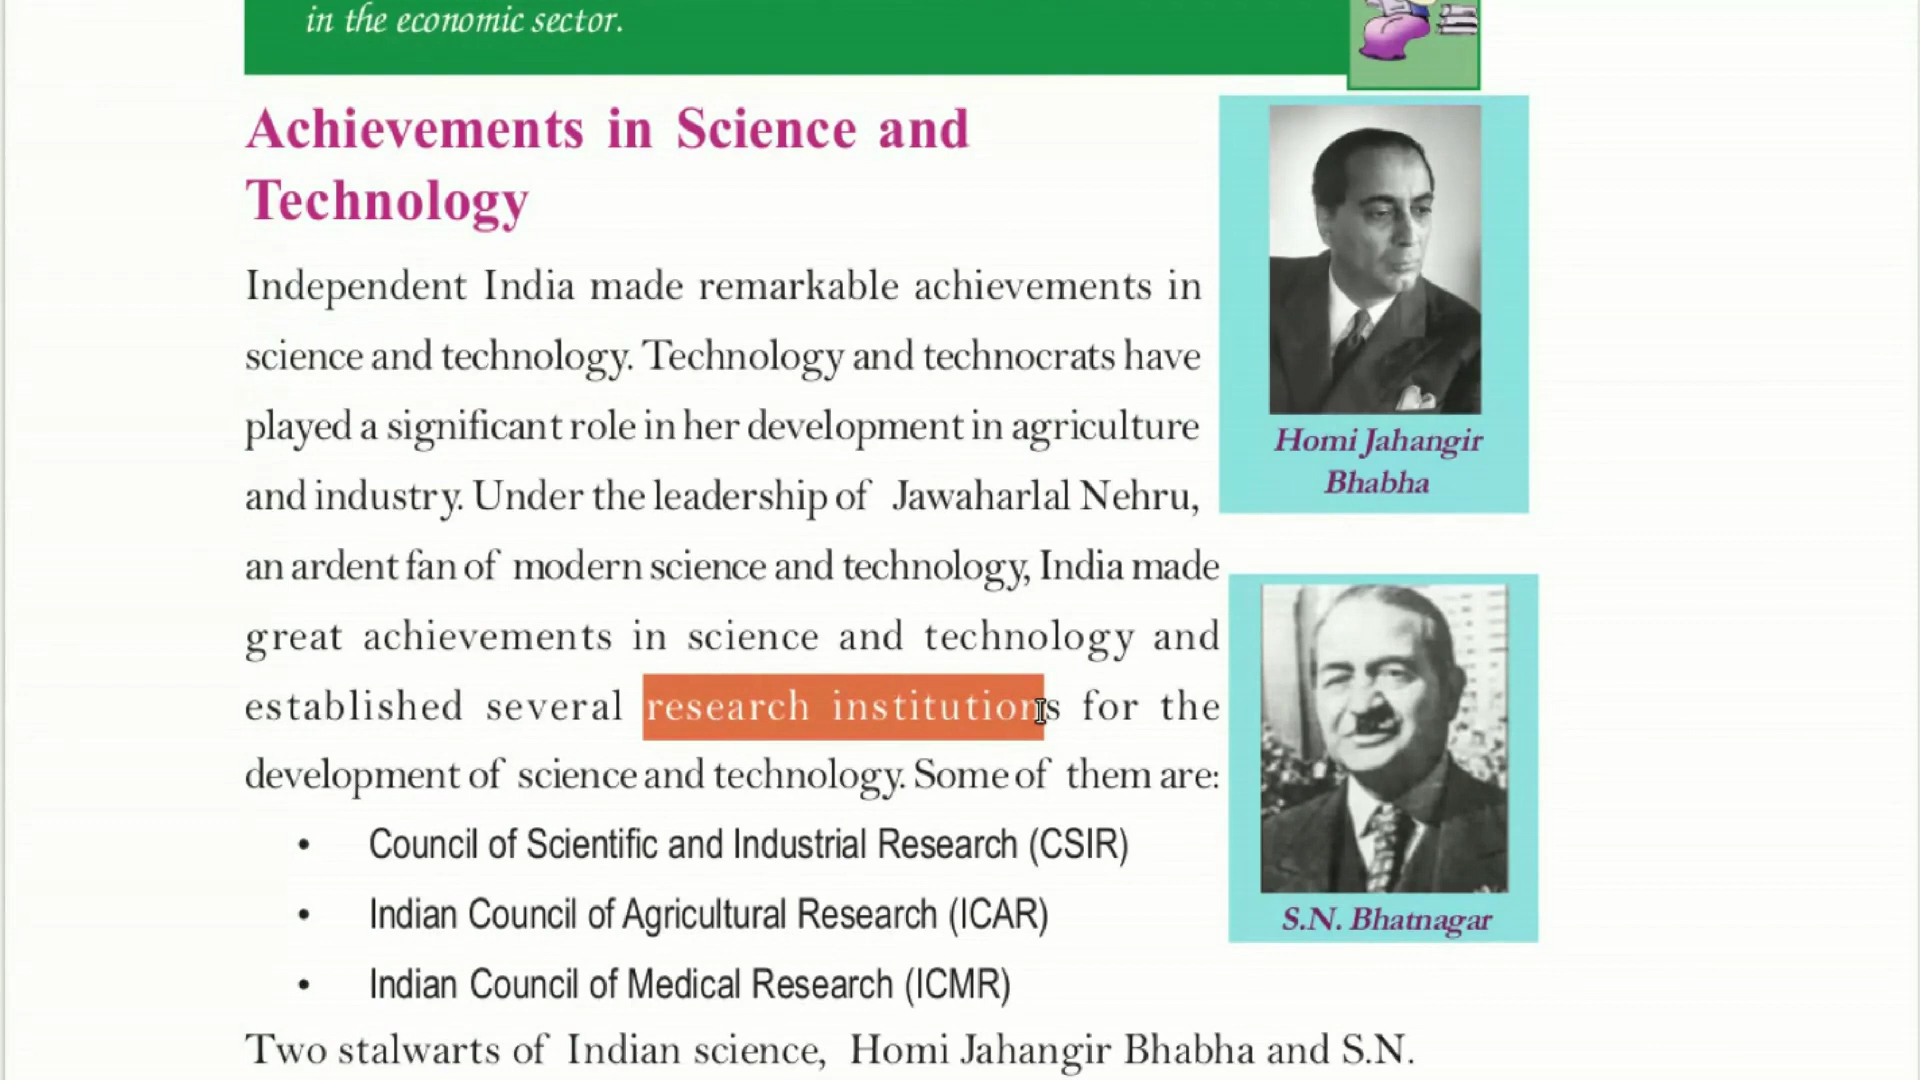 in the economic sector.
Achievements in Science and
Technology
Independent India made remarkable achievements in
science and technology. Technology and technocrats have
played a significant role in her development in agriculture
and industry. Under the leadership of Jawaharlal Nehru,
an ardent fan of modern science and technology, India made
great achievements in science and technology and
established several research institutions for the
development of science and technology. Some of them are:
• Council of Scientific and Industrial Research (CSIR)
• Indian Council of Agricultural Research (ICAR)
• Indian Council of Medical Research (ICMR)
Two stalwarts of Indian science, Homi Jahangir Bhabha and S.N.
Homi Jahangir
Bhabha
S.N. Bhatnagar